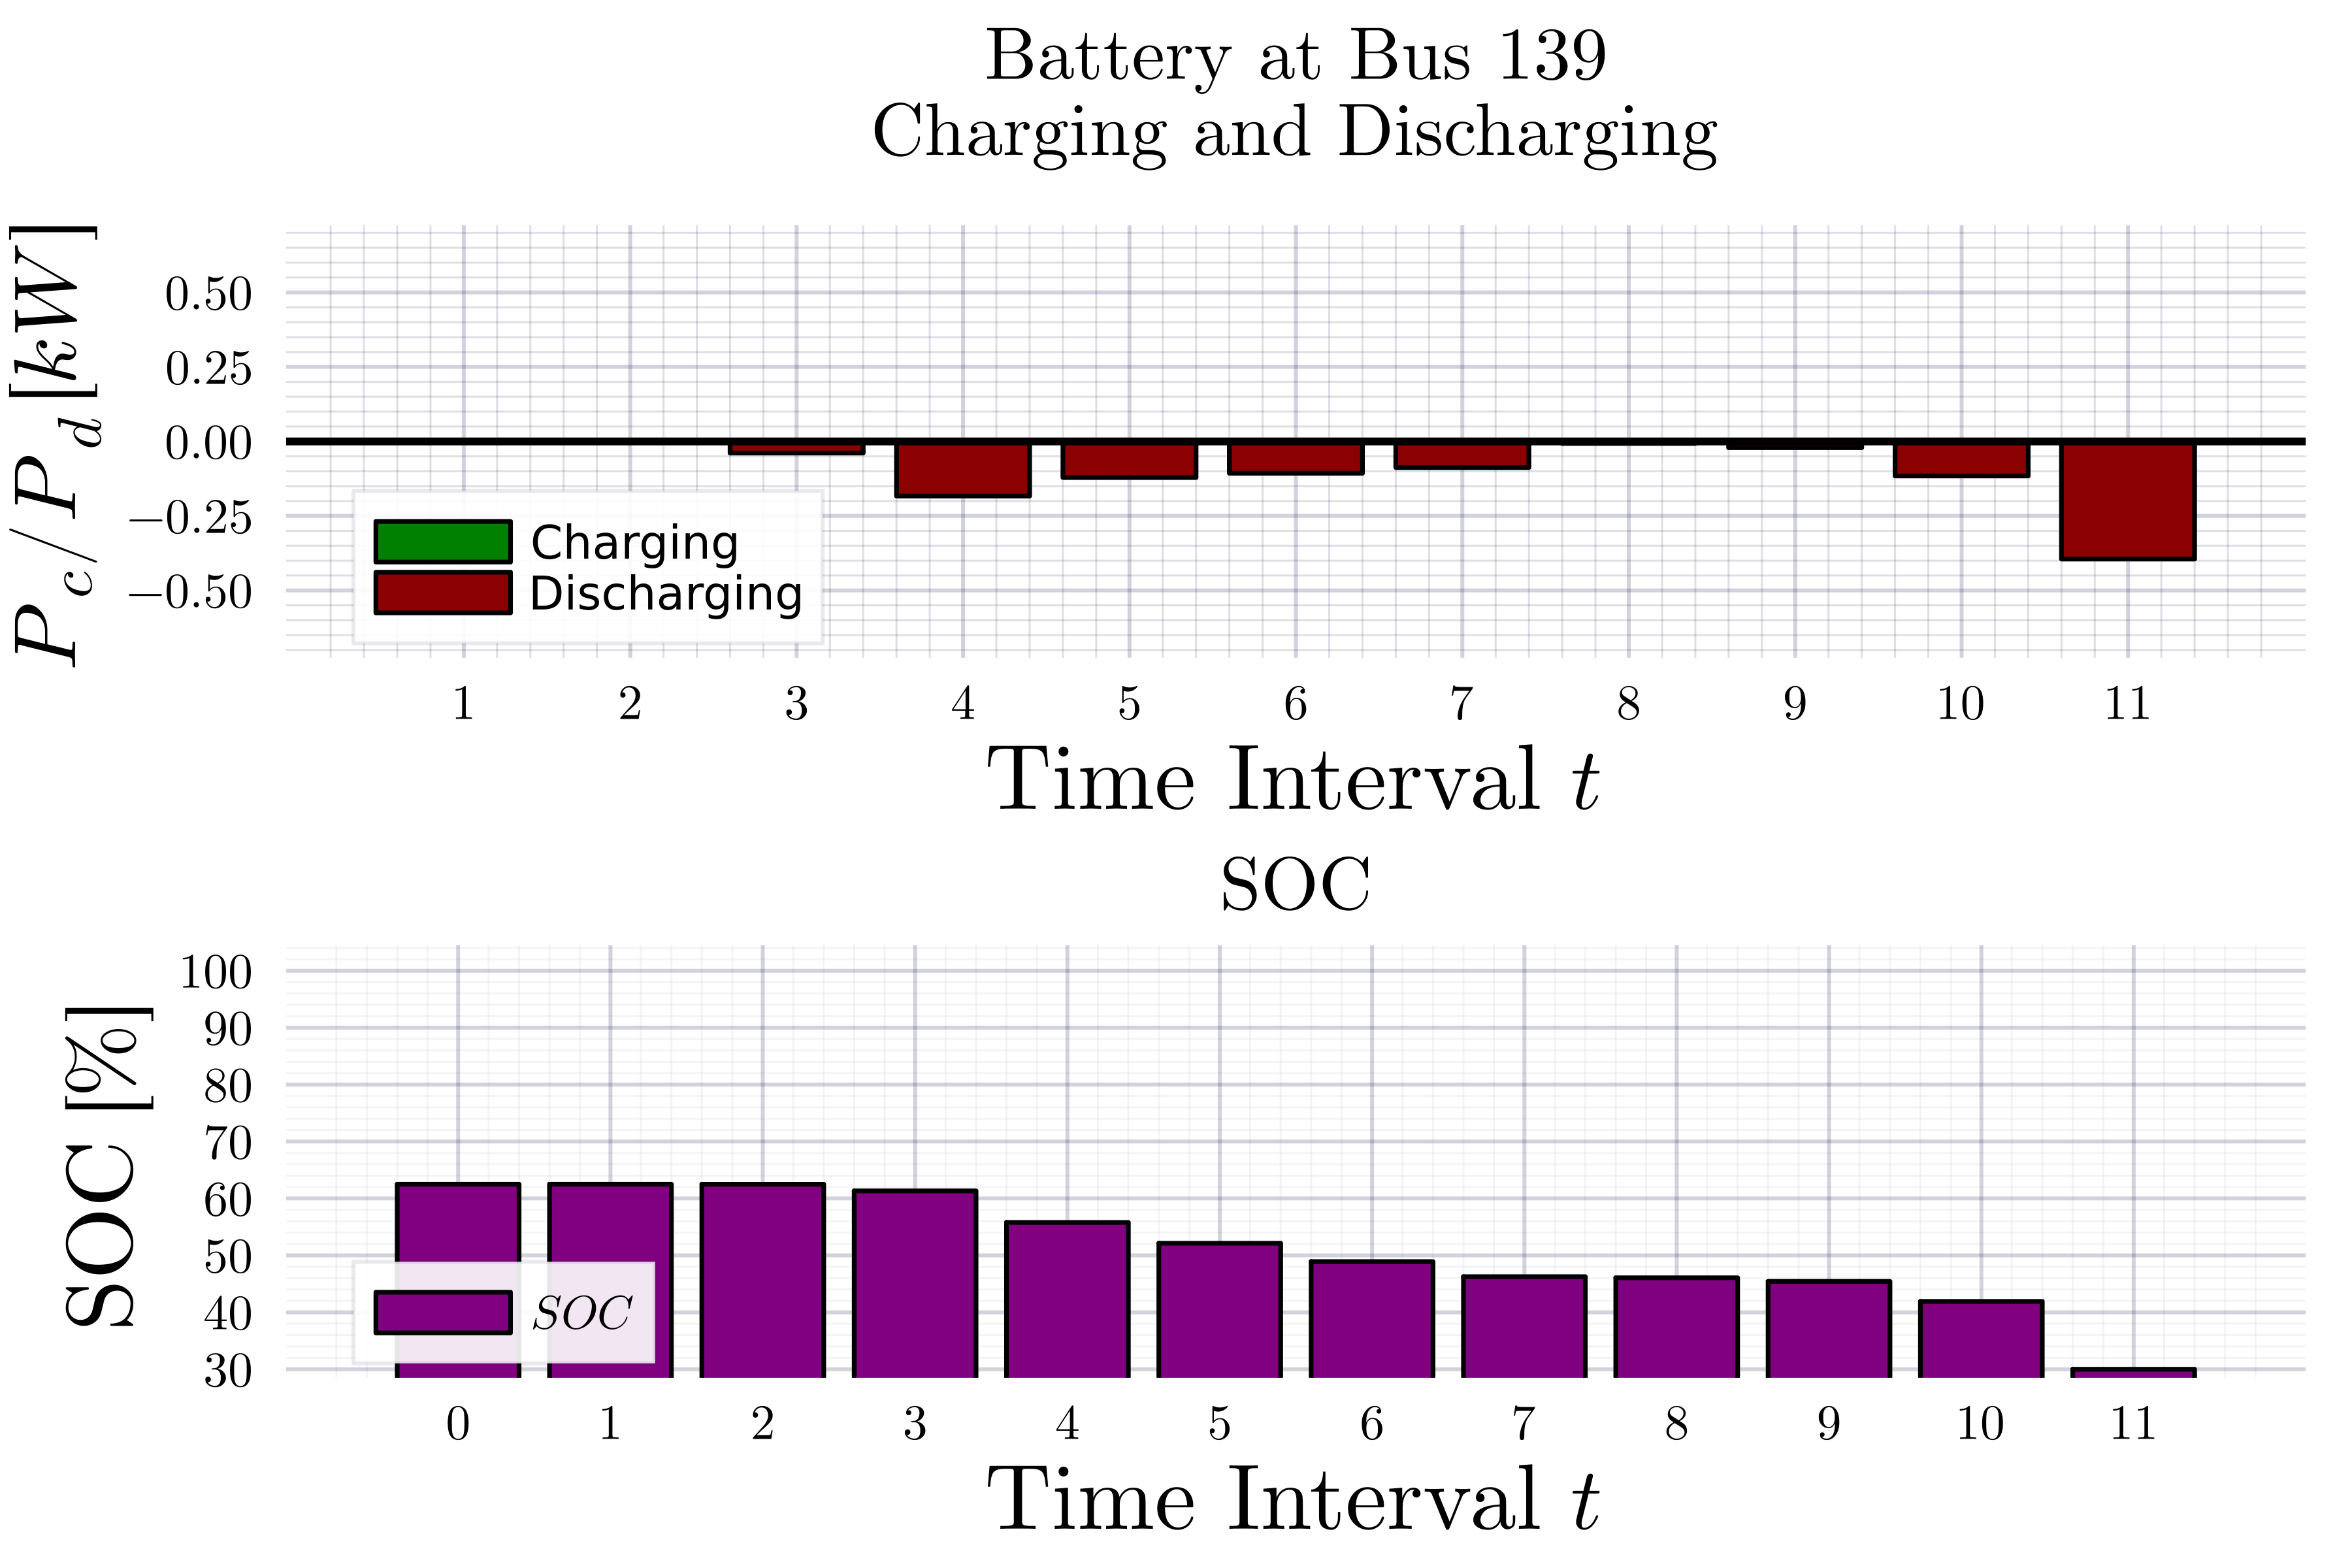 Battery at Bus 139
Charging and Discharging
P_c/P_d [kW]
0.50
0.25
0.00
−0.25
−0.50
Charging
Discharging
1 2 3 4 5 6 7 8 9 10 11
Time Interval t
SOC
SOC [%]
100
90
80
70
60
50
40
30
SOC
0 1 2 3 4 5 6 7 8 9 10 11
Time Interval t